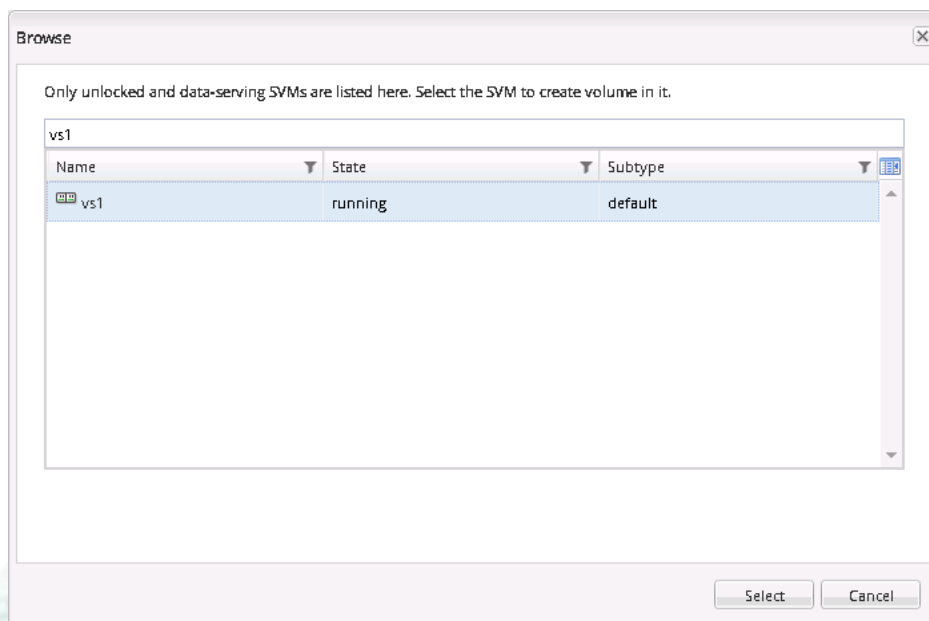 Browse
Only unlocked and data-serving SVMs are listed here. Select the SVM to create volume in it.
vs1
Name State Subtype
vs1 running default
Select Cancel